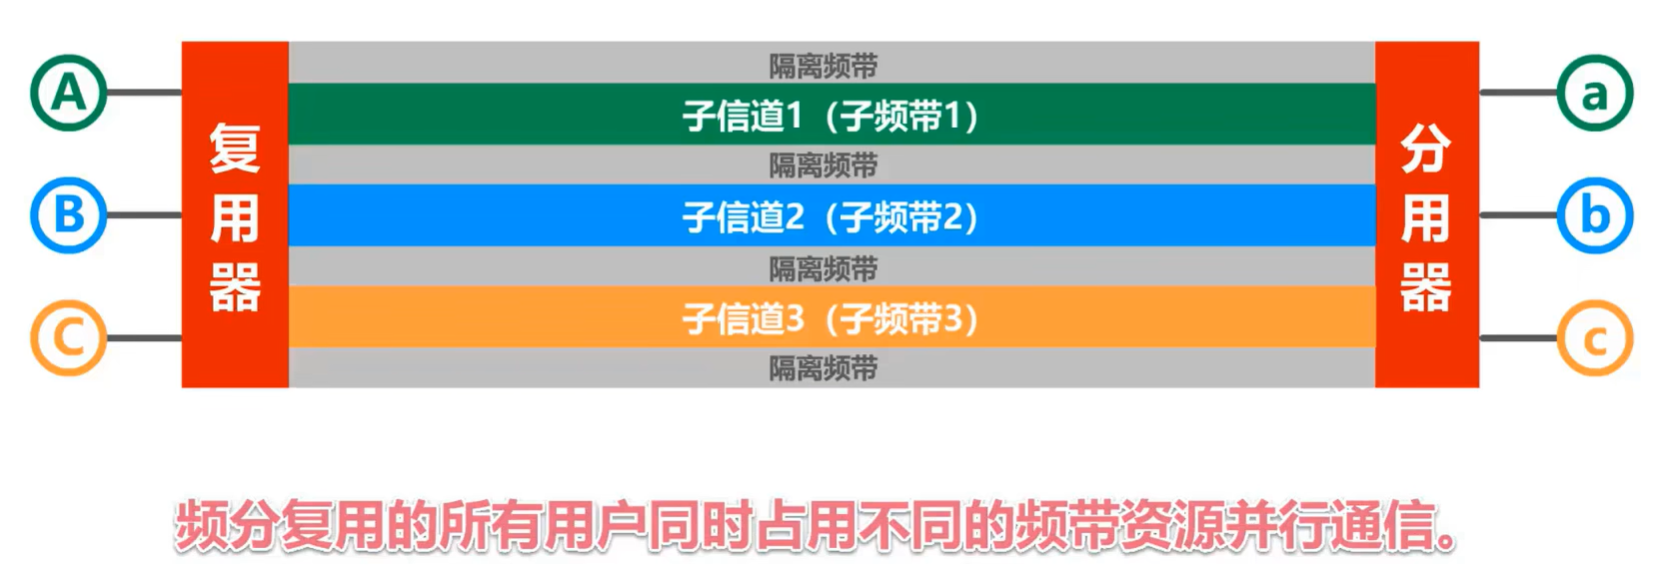 隔离频带
A
子信道1（子频带1）
a
隔离频带
复用器
分用器
B
子信道2（子频带2）
b
隔离频带
C
子信道3（子频带3）
c
隔离频带
频分复用的所有用户同时占用不同的频带资源并行通信。